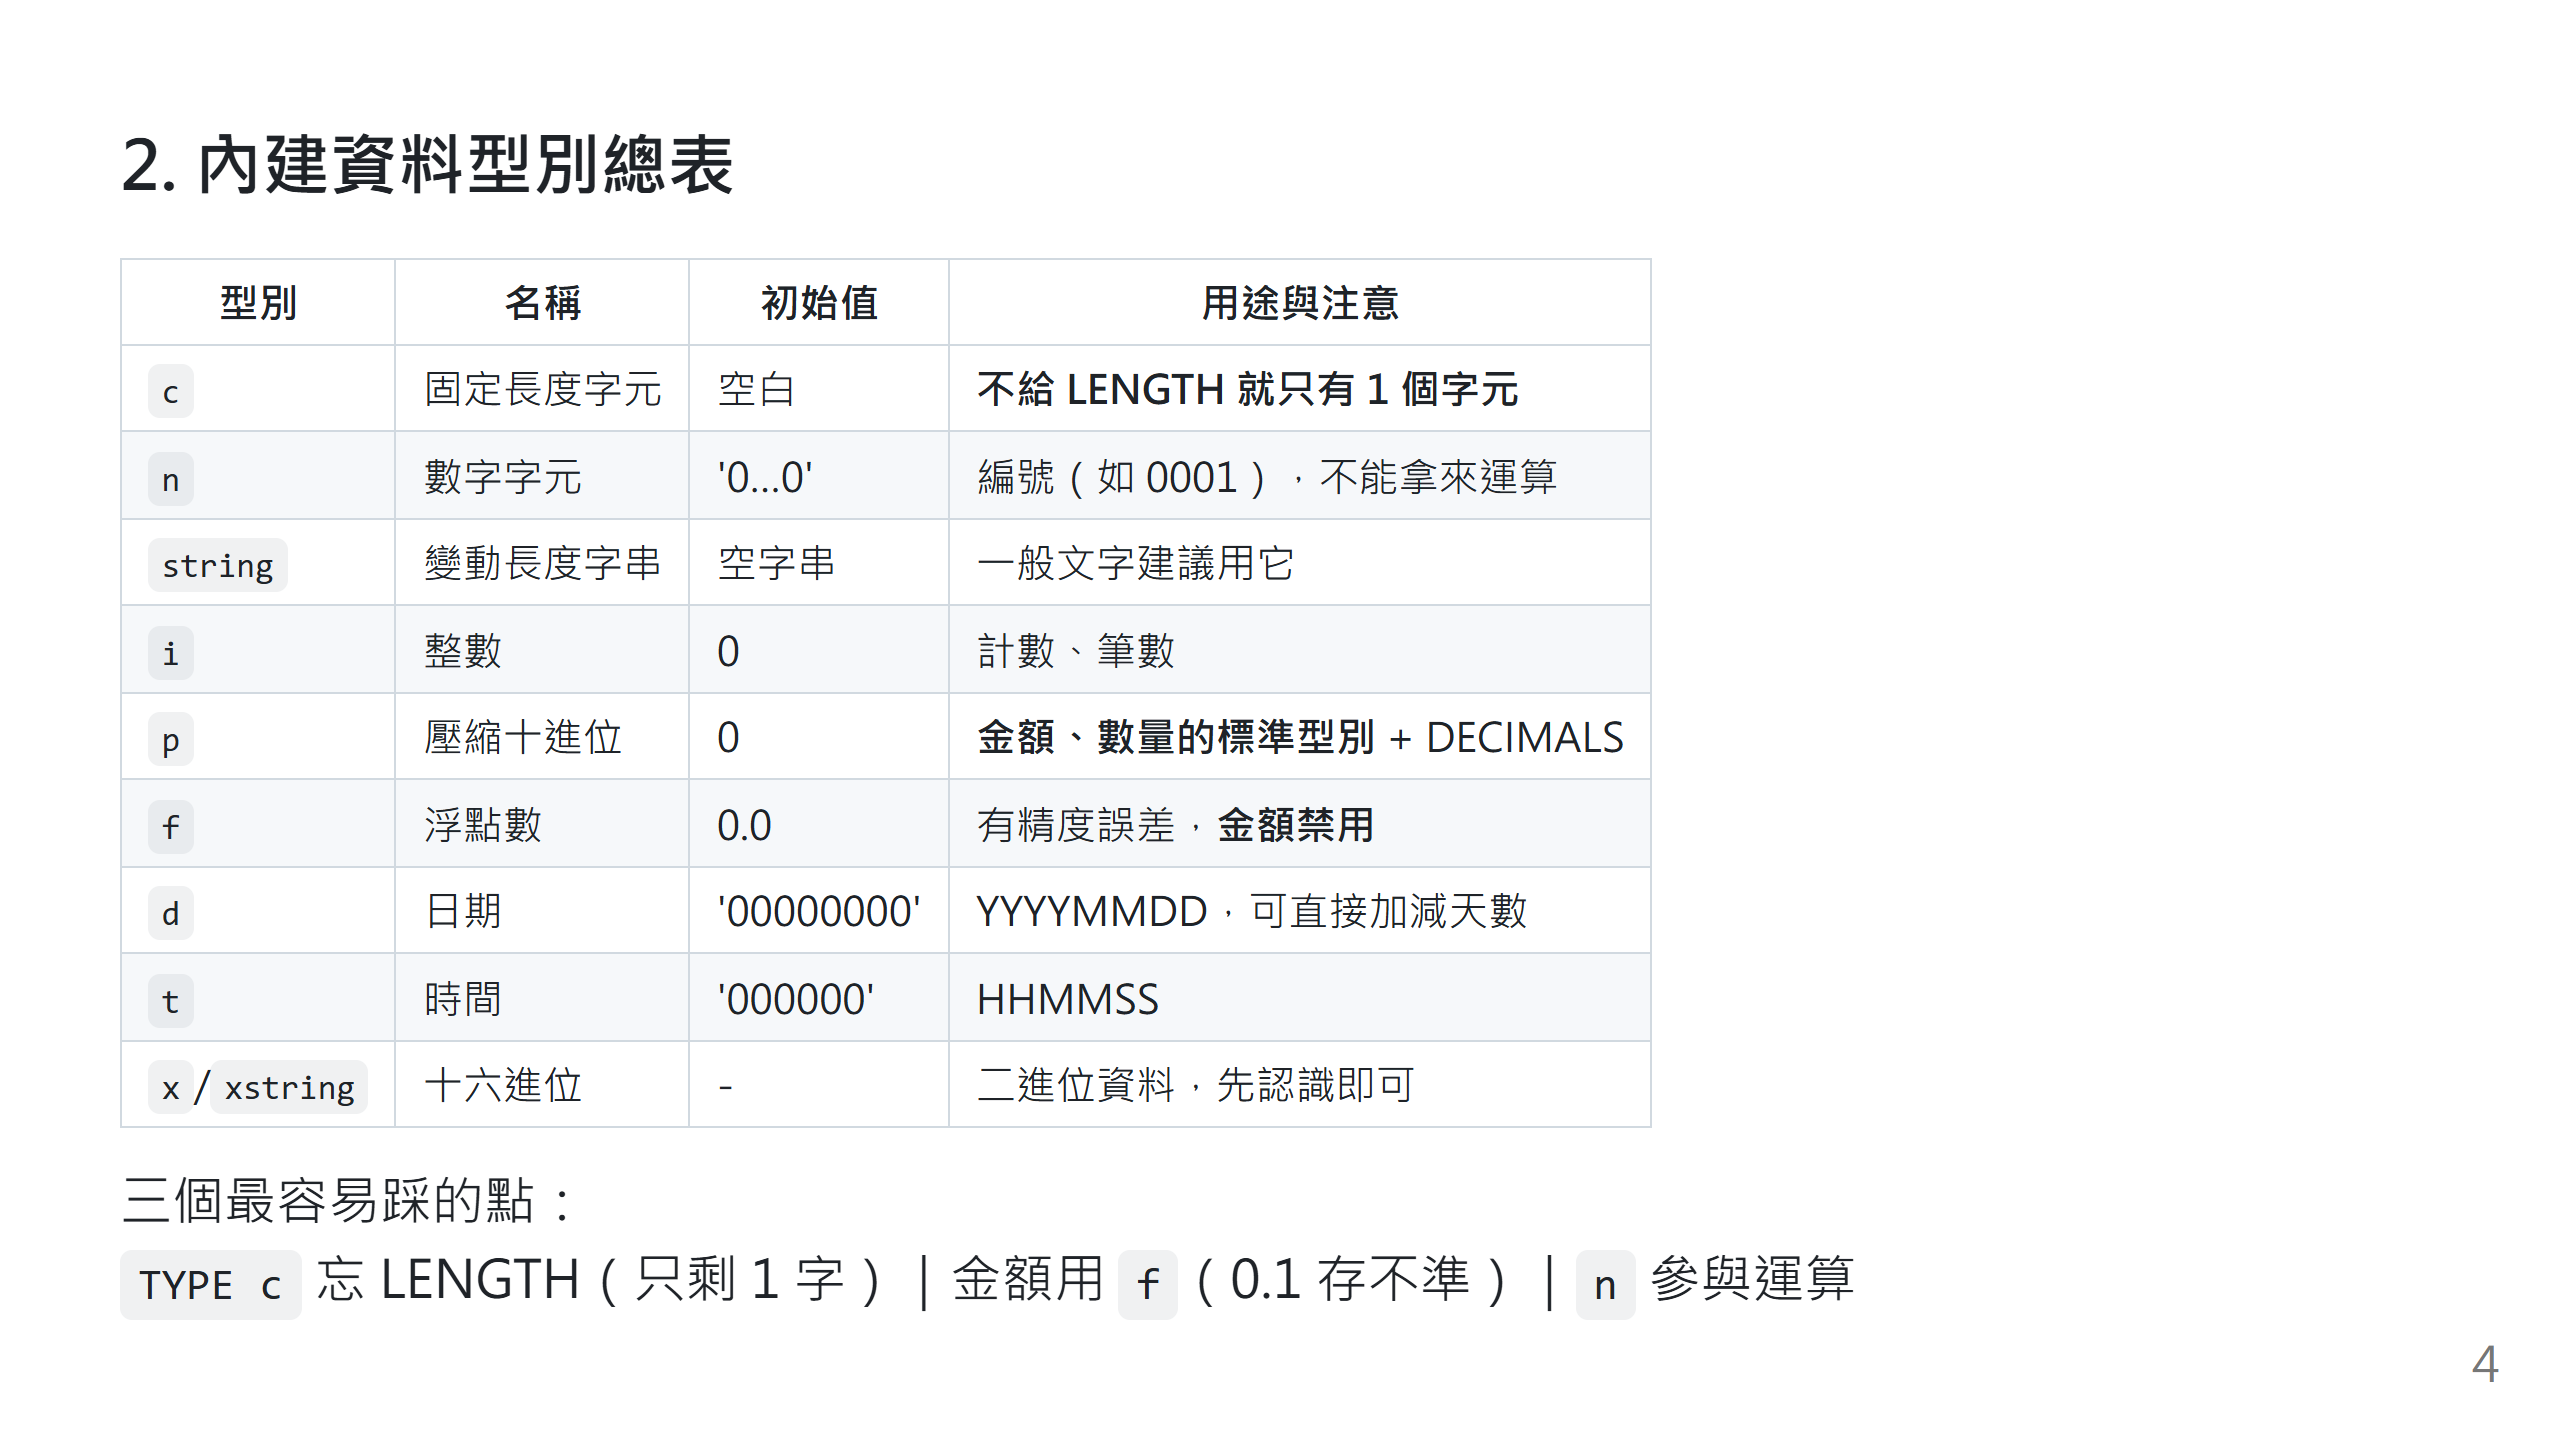 2. 內建資料型別總表
型別 名稱 初始值 用途與注意
c 固定長度字元 空白 不給 LENGTH 就只有 1 個字元
n 數字字元 '0...0' 編號（如 0001），不能拿來運算
string 變動長度字串 空字串 一般文字建議用它
i 整數 0 計數、筆數
p 壓縮十進位 0 金額、數量的標準型別 + DECIMALS
f 浮點數 0.0 有精度誤差，金額禁用
d 日期 '00000000' YYYYMMDD，可直接加減天數
t 時間 '000000' HHMMSS
x/xstring 十六進位 - 二進位資料，先認識即可
三個最容易踩的點：
TYPE c 忘 LENGTH（只剩 1 字）｜金額用 f（0.1 存不準）｜n 參與運算
4